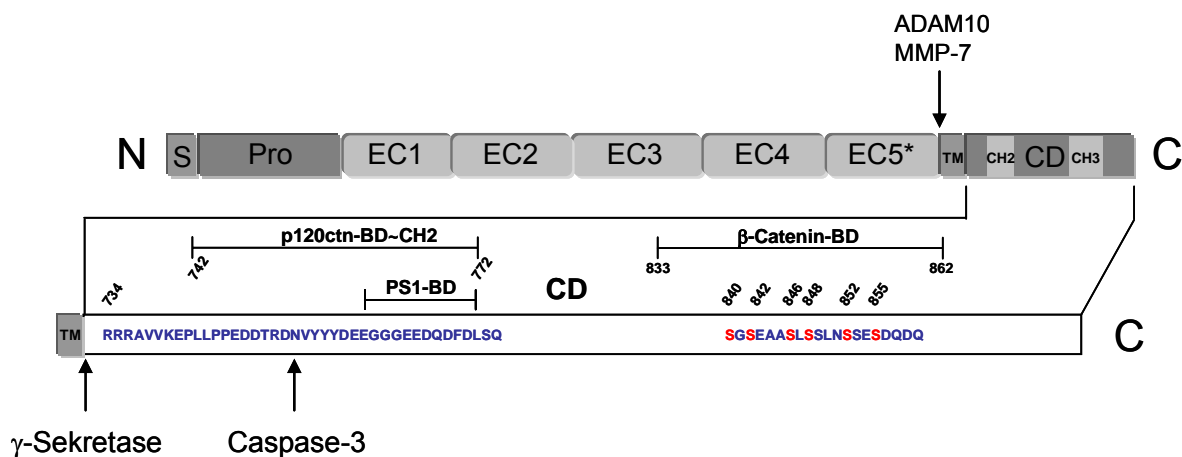 ADAM10
MMP-7
N S Pro EC1 EC2 EC3 EC4 EC5* TM CH2 CD CH3 C
p120ctn-BD~CH2 β-Catenin-BD
742 772 833 862
734 PS1-BD CD 840 842 846 848 852 855
TM RRRAVVKEPLLPPEDDTRDNVYYYDEEGGGEEDQDFDLSQ SGSEAASLSSLNSSESDQDQ C
γ-Sekretase Caspase-3